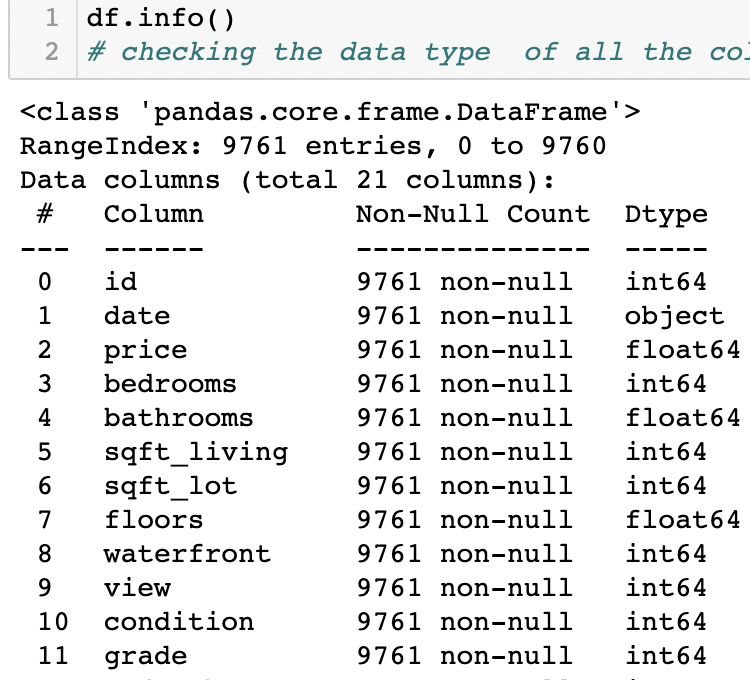 1 df.info()
2 # checking the data type  of all the
<class 'pandas.core.frame.DataFrame'>
RangeIndex: 9761 entries, 0 to 9760
Data columns (total 21 columns):
 #   Column         Non-Null Count  Dtype
---  ------         --------------  -----
 0   id             9761 non-null   int64
 1   date           9761 non-null   object
 2   price          9761 non-null   float64
 3   bedrooms       9761 non-null   int64
 4   bathrooms      9761 non-null   float64
 5   sqft_living    9761 non-null   int64
 6   sqft_lot       9761 non-null   int64
 7   floors         9761 non-null   float64
 8   waterfront     9761 non-null   int64
 9   view           9761 non-null   int64
 10  condition      9761 non-null   int64
 11  grade          9761 non-null   int64